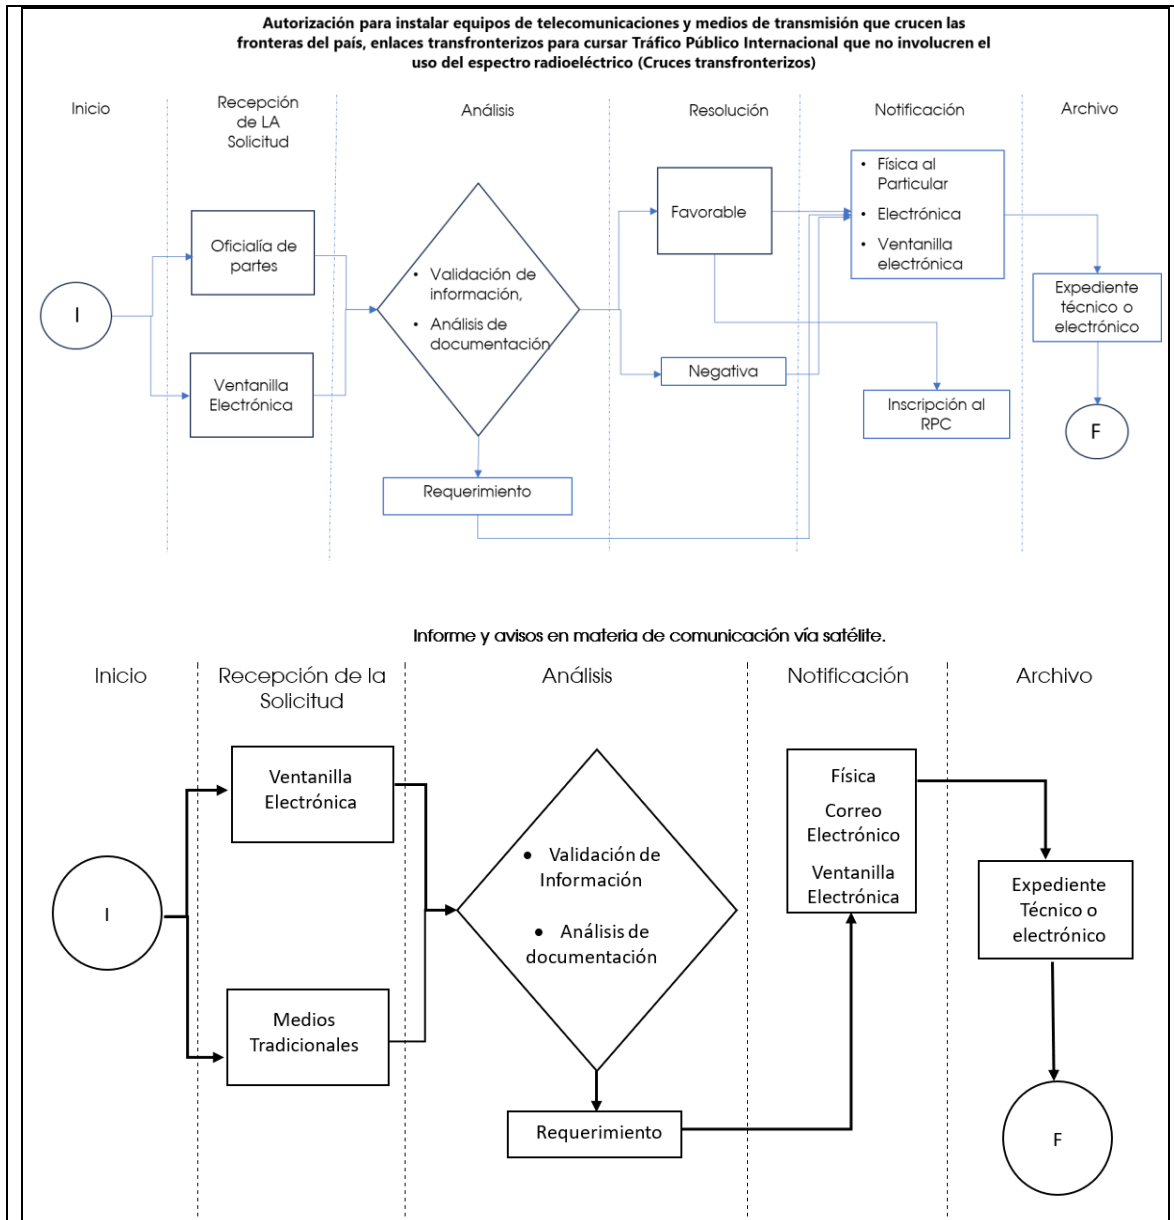 Autorización para instalar equipos de telecomunicaciones y medios de transmisión que crucen las
fronteras del país, enlaces transfronterizos para cursar Tráfico Público Internacional que no involucren el
uso del espectro radioeléctrico (Cruces transfronterizos)
Inicio
Recepción
de LA
Solicitud
Análisis
Resolución
Notificación
Archivo
I
Oficialía de
partes
Ventanilla
Electrónica
• Validación de
información,
• Análisis de
documentación
Requerimiento
Favorable
Negativa
• Física al
Particular
• Electrónica
• Ventanilla
electrónica
Inscripción al
RPC
Expediente
técnico o
electrónico
F
Informe y avisos en materia de comunicación vía satélite.
Inicio
Recepción de la
Solicitud
Análisis
Notificación
Archivo
I
Ventanilla
Electrónica
Medios
Tradicionales
• Validación de
Información
• Análisis de
documentación
Requerimiento
Física
Correo
Electrónico
Ventanilla
Electrónica
Expediente
Técnico o
electrónico
F